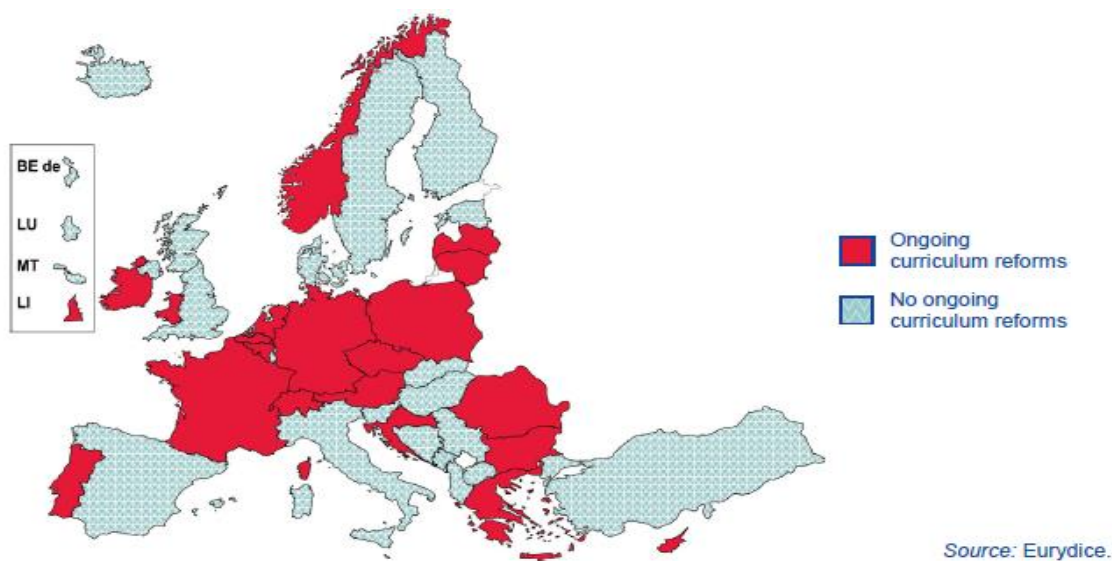 BE de
LU
MT
LI
Ongoing
curriculum reforms
No ongoing
curriculum reforms
Source: Eurydice.